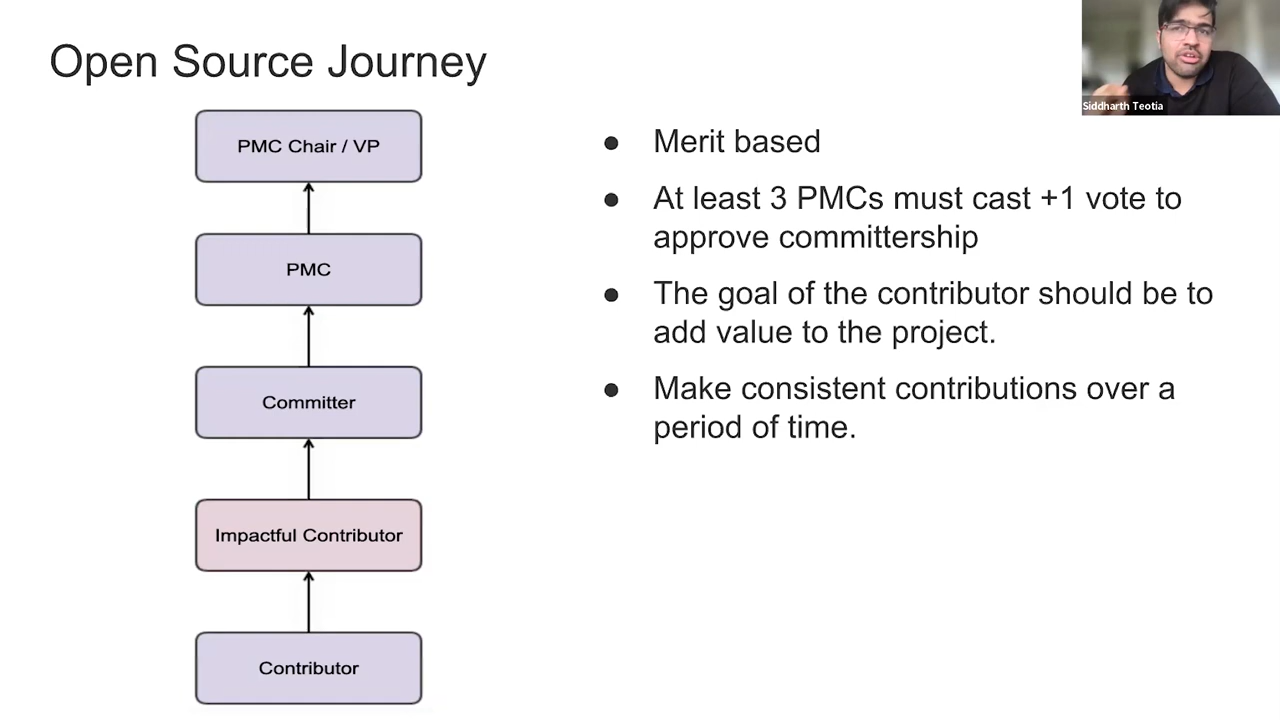 Open Source Journey
Siddharth Teotia
PMC Chair / VP
PMC
Committer
Impactful Contributor
Contributor
● Merit based
● At least 3 PMCs must cast +1 vote to
approve committership
● The goal of the contributor should be to
add value to the project.
● Make consistent contributions over a
period of time.